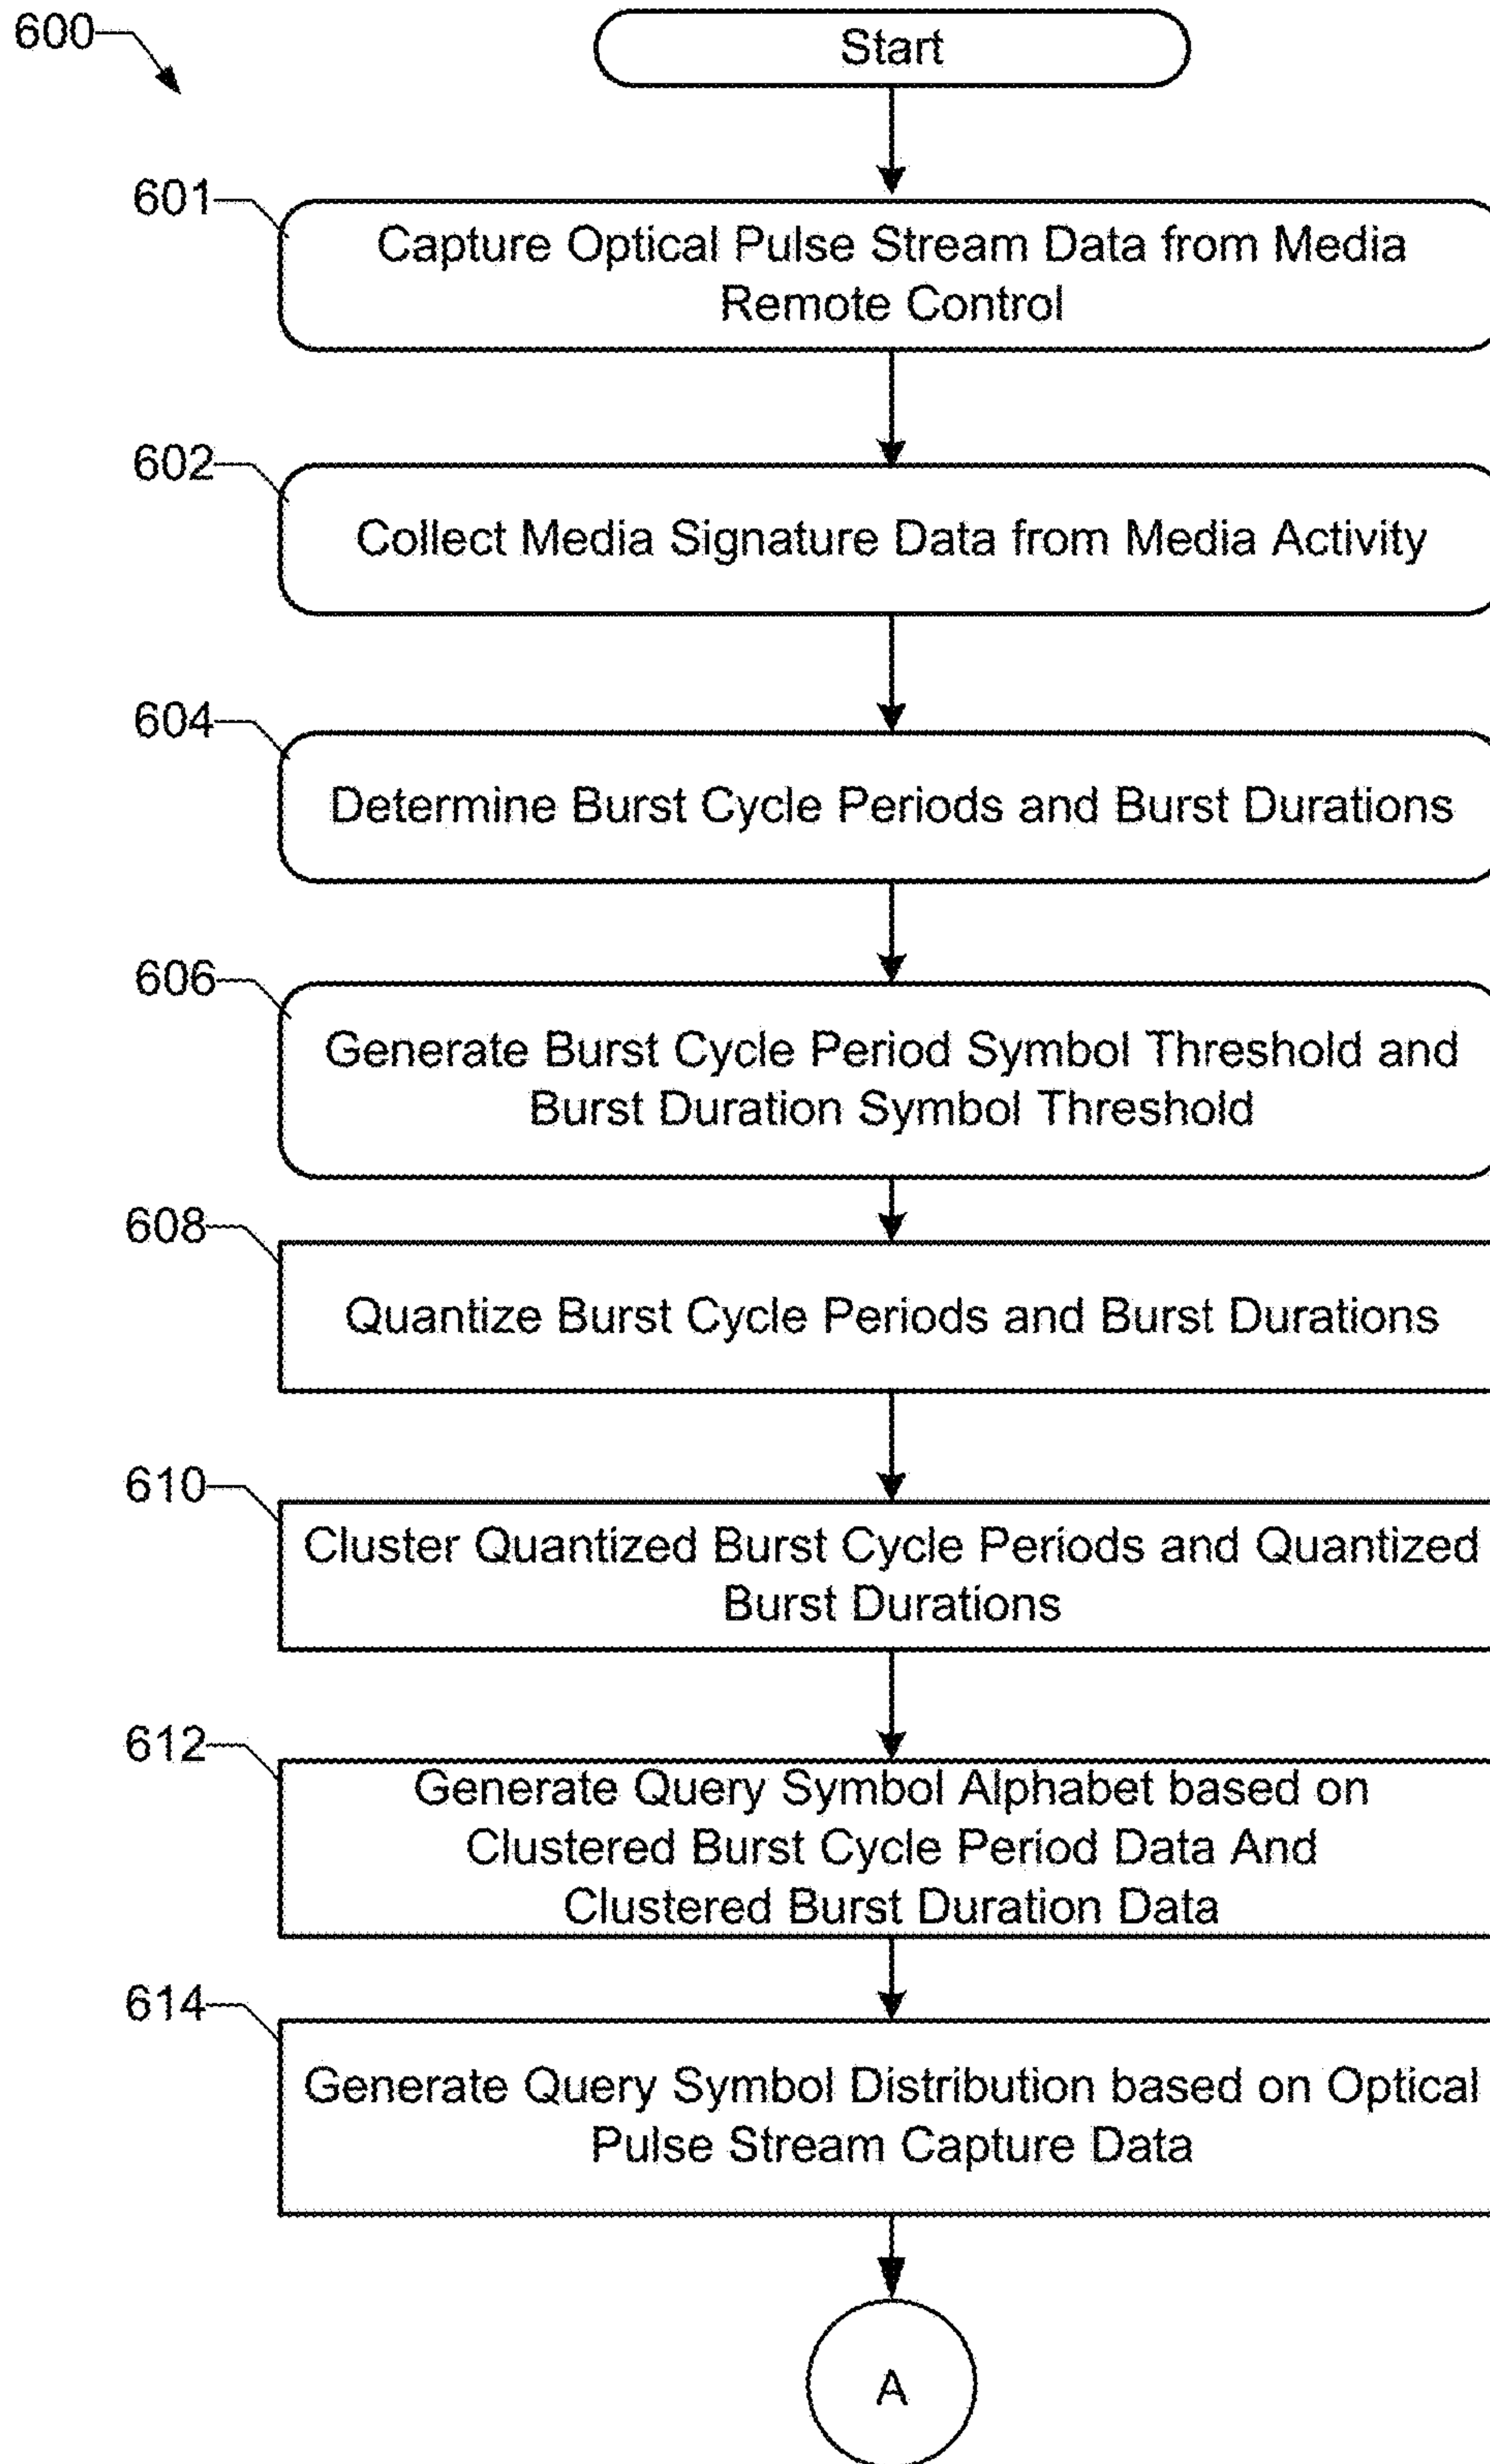 600
Start
601
Capture Optical Pulse Stream Data from Media
Remote Control
602
Collect Media Signature Data from Media Activity
604
Determine Burst Cycle Periods and Burst Durations
606
Generate Burst Cycle Period Symbol Threshold and
Burst Duration Symbol Threshold
608
Quantize Burst Cycle Periods and Burst Durations
610
Cluster Quantized Burst Cycle Periods and Quantized
Burst Durations
612
Generate Query Symbol Alphabet based on
Clustered Burst Cycle Period Data And
Clustered Burst Duration Data
614
Generate Query Symbol Distribution based on Optical
Pulse Stream Capture Data
A